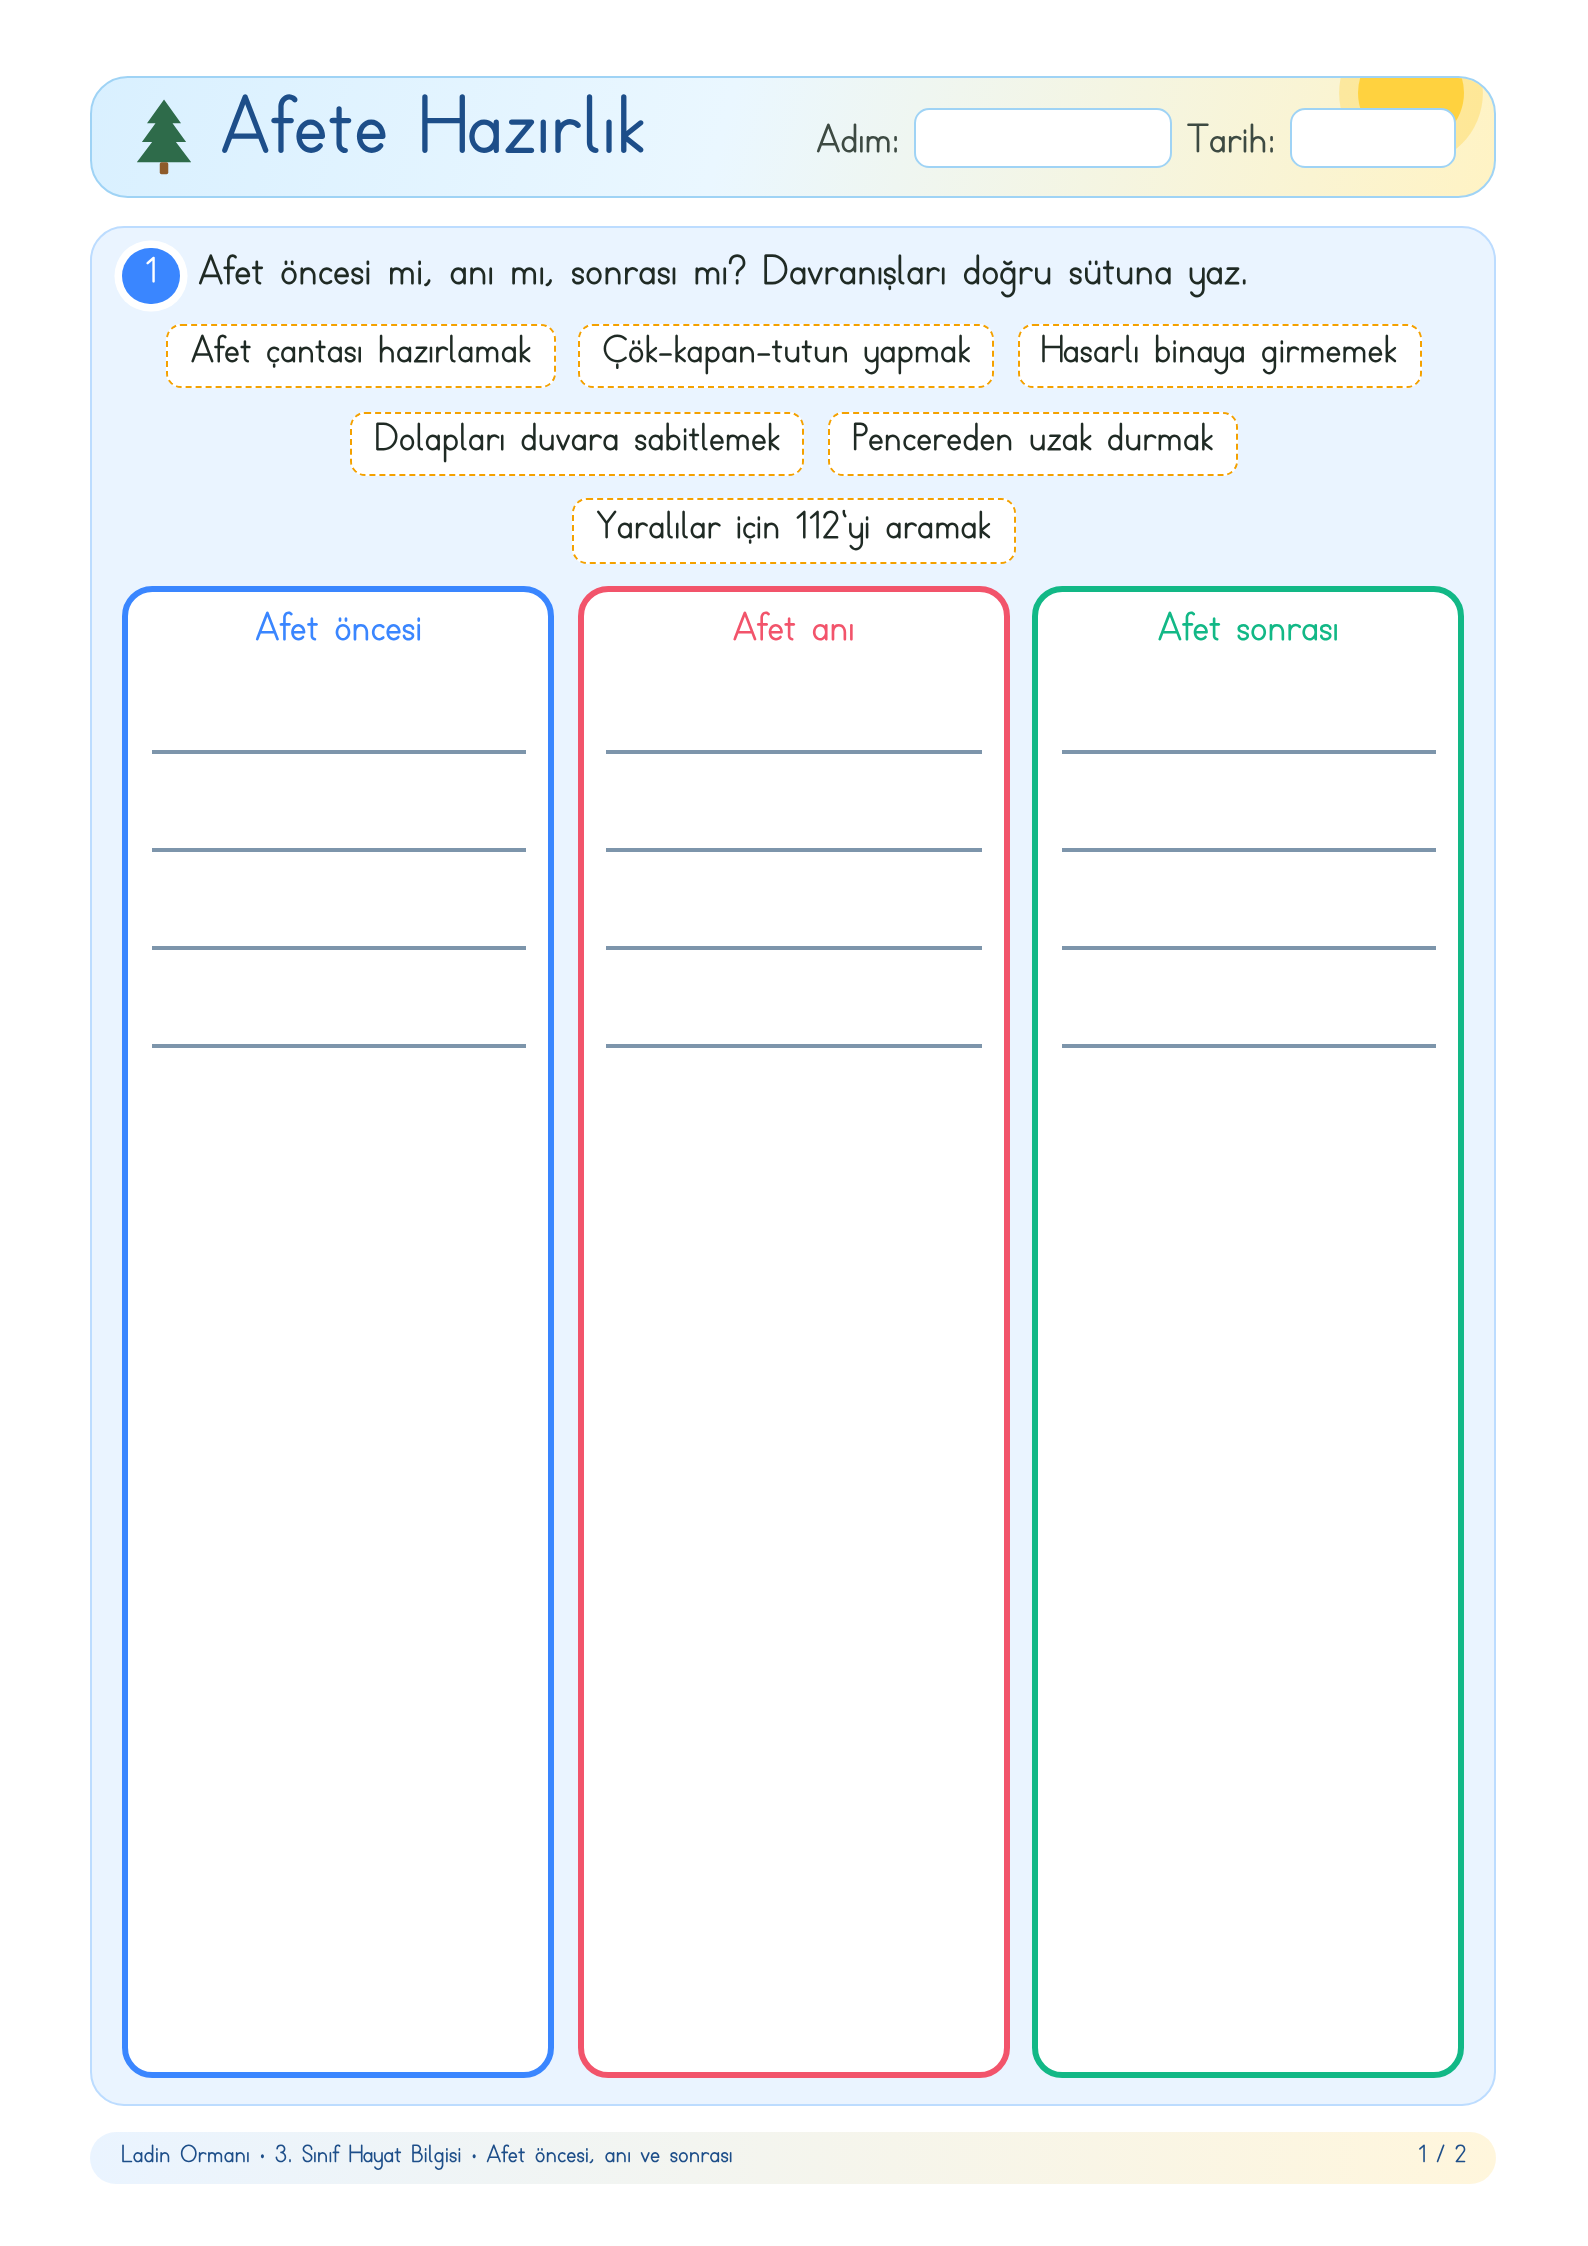 Afete Hazırlık
Adım: Tarih:
1 Afet öncesi mi, anı mı, sonrası mı? Davranışları doğru sütuna yaz.
Afet çantası hazırlamak Çök-kapan-tutun yapmak Hasarlı binaya girmemek
Dolapları duvara sabitlemek Pencereden uzak durmak
Yaralılar için 112'yi aramak
Afet öncesi Afet anı Afet sonrası
Ladin Ormanı • 3. Sınıf Hayat Bilgisi • Afet öncesi, anı ve sonrası 1 / 2